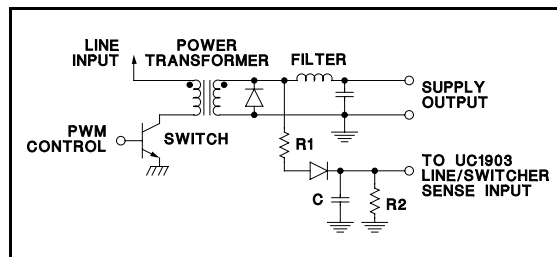 LINE
INPUT
POWER
TRANSFORMER
FILTER
SUPPLY
OUTPUT
PWM
CONTROL
SWITCH
R1
TO UC1903
LINE/SWITCHER
SENSE INPUT
C
R2